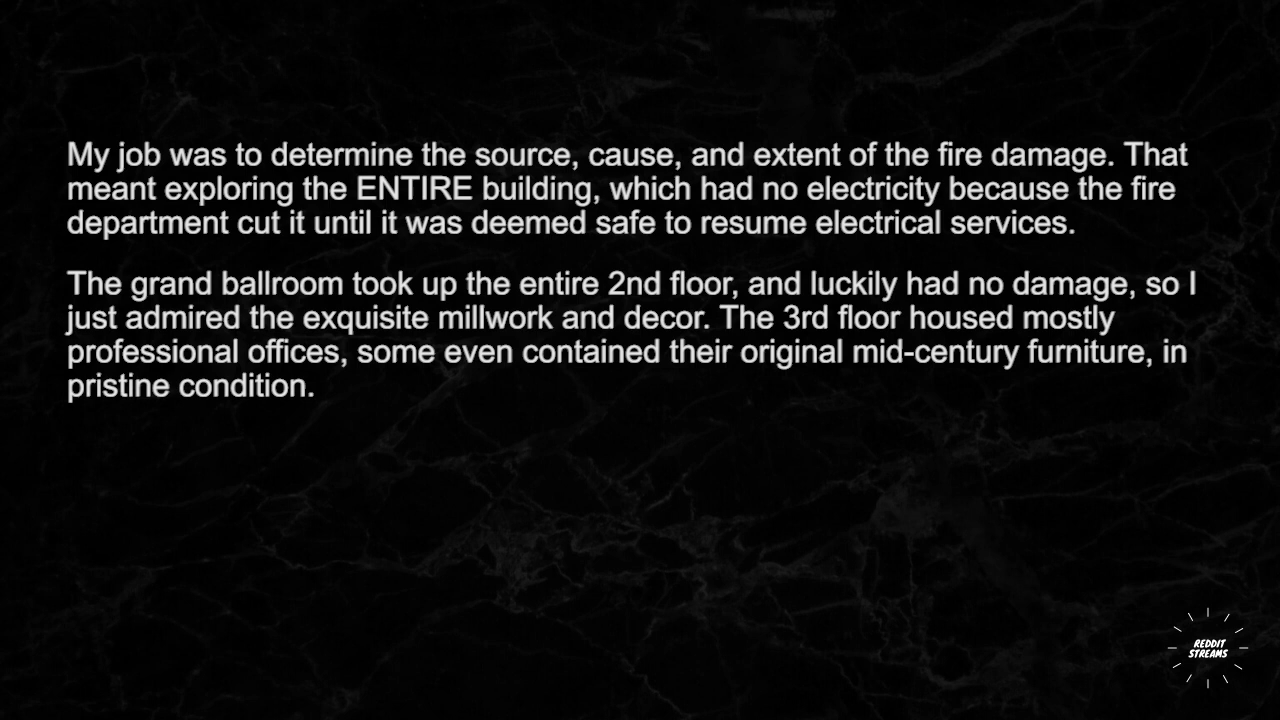 My job was to determine the source, cause, and extent of the fire damage. That
meant exploring the ENTIRE building, which had no electricity because the fire
department cut it until it was deemed safe to resume electrical services.
The grand ballroom took up the entire 2nd floor, and luckily had no damage, so I
just admired the exquisite millwork and decor. The 3rd floor housed mostly
professional offices, some even contained their original mid-century furniture, in
pristine condition.
REDDIT
STREAMS